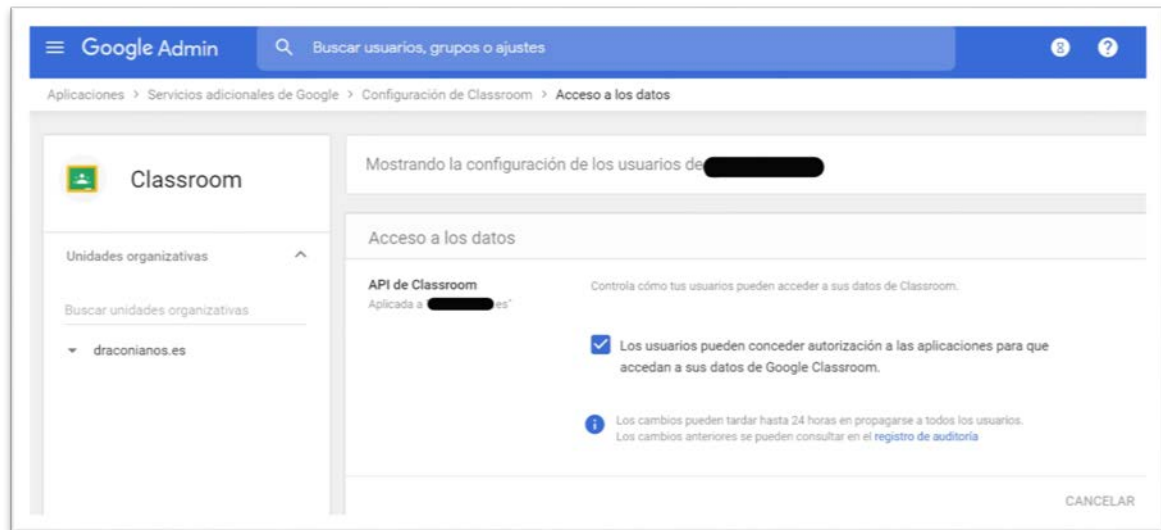 Google Admin
Buscar usuarios, grupos o ajustes
Aplicaciones > Servicios adicionales de Google > Configuración de Classroom > Acceso a los datos
Classroom
Unidades organizativas
Buscar unidades organizativas
draconianos.es
Mostrando la configuración de los usuarios de
Acceso a los datos
API de Classroom
Aplicada a es"
Controla cómo tus usuarios pueden acceder a sus datos de Classroom.
Los usuarios pueden conceder autorización a las aplicaciones para que
accedan a sus datos de Google Classroom.
Los cambios pueden tardar hasta 24 horas en propagarse a todos los usuarios.
Los cambios anteriores se pueden consultar en el registro de auditoría
CANCELAR